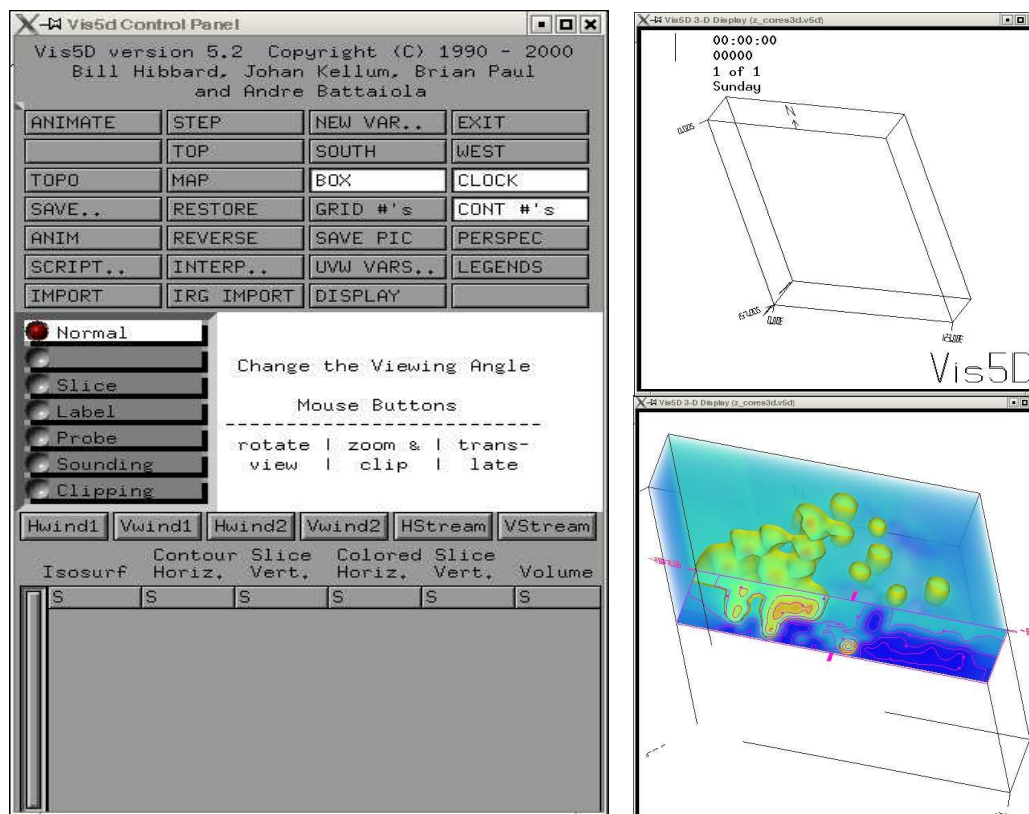 Vis5d Control Panel
Vis5D version 5.2 Copyright (C) 1990 - 2000
Bill Hibbard, Johan Kellum, Brian Paul
and Andre Battaiola
ANIMATE STEP NEW VAR.. EXIT
TOP SOUTH WEST
TOPO MAP BOX CLOCK
SAVE.. RESTORE GRID #'s CONT #'s
ANIM REVERSE SAVE PIC PERSPEC
SCRIPT.. INTERP.. UVW VARS.. LEGENDS
IMPORT IRG IMPORT DISPLAY
Normal
Slice
Label
Probe
Sounding
Clipping
Change the Viewing Angle
Mouse Buttons
rotate | zoom & | trans-
view | clip | late
Hwind1 Vwind1 Hwind2 Vwind2 HStream VStream
Contour Slice Colored Slice
Isosurf Horiz. Vert. Horiz. Vert. Volume
S S S S S S
Vis5D 3-D Display (z_cores3d.v5d)
00:00:00
00000
1 of 1
Sunday
N
Vis5D
Vis5D 3-D Display (z_cores3d.v5d)